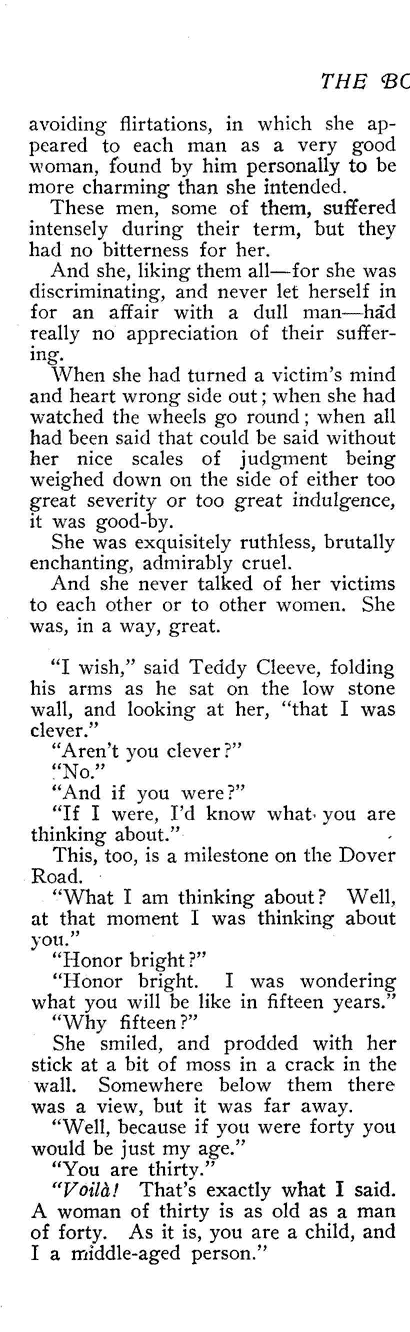 THE BO
avoiding flirtations, in which she ap-
peared to each man as a very good
woman, found by him personally to be
more charming than she intended.
These men, some of them, suffered
intensely during their term, but they
had no bitterness for her.
And she, liking them all—for she was
discriminating, and never let herself in
for an affair with a dull man—had
really no appreciation of their suffer-
ing.
When she had turned a victim's mind
and heart wrong side out; when she had
watched the wheels go round; when all
had been said that could be said without
her nice scales of judgment being
weighed down on the side of either too
great severity or too great indulgence,
it was good-by.
She was exquisitely ruthless, brutally
enchanting, admirably cruel.
And she never talked of her victims
to each other or to other women. She
was, in a way, great.
"I wish," said Teddy Cleeve, folding
his arms as he sat on the low stone
wall, and looking at her, "that I was
clever."
"Aren't you clever?"
"No."
"And if you were?"
"If I were, I'd know what you are
thinking about."
This, too, is a milestone on the Dover
Road.
"What I am thinking about? Well,
at that moment I was thinking about
you."
"Honor bright?"
"Honor bright. I was wondering
what you will be like in fifteen years."
"Why fifteen?"
She smiled, and prodded with her
stick at a bit of moss in a crack in the
wall. Somewhere below them there
was a view, but it was far away.
"Well, because if you were forty you
would be just my age."
"You are thirty."
"Voilà! That's exactly what I said.
A woman of thirty is as old as a man
of forty. As it is, you are a child, and
I a middle-aged person."